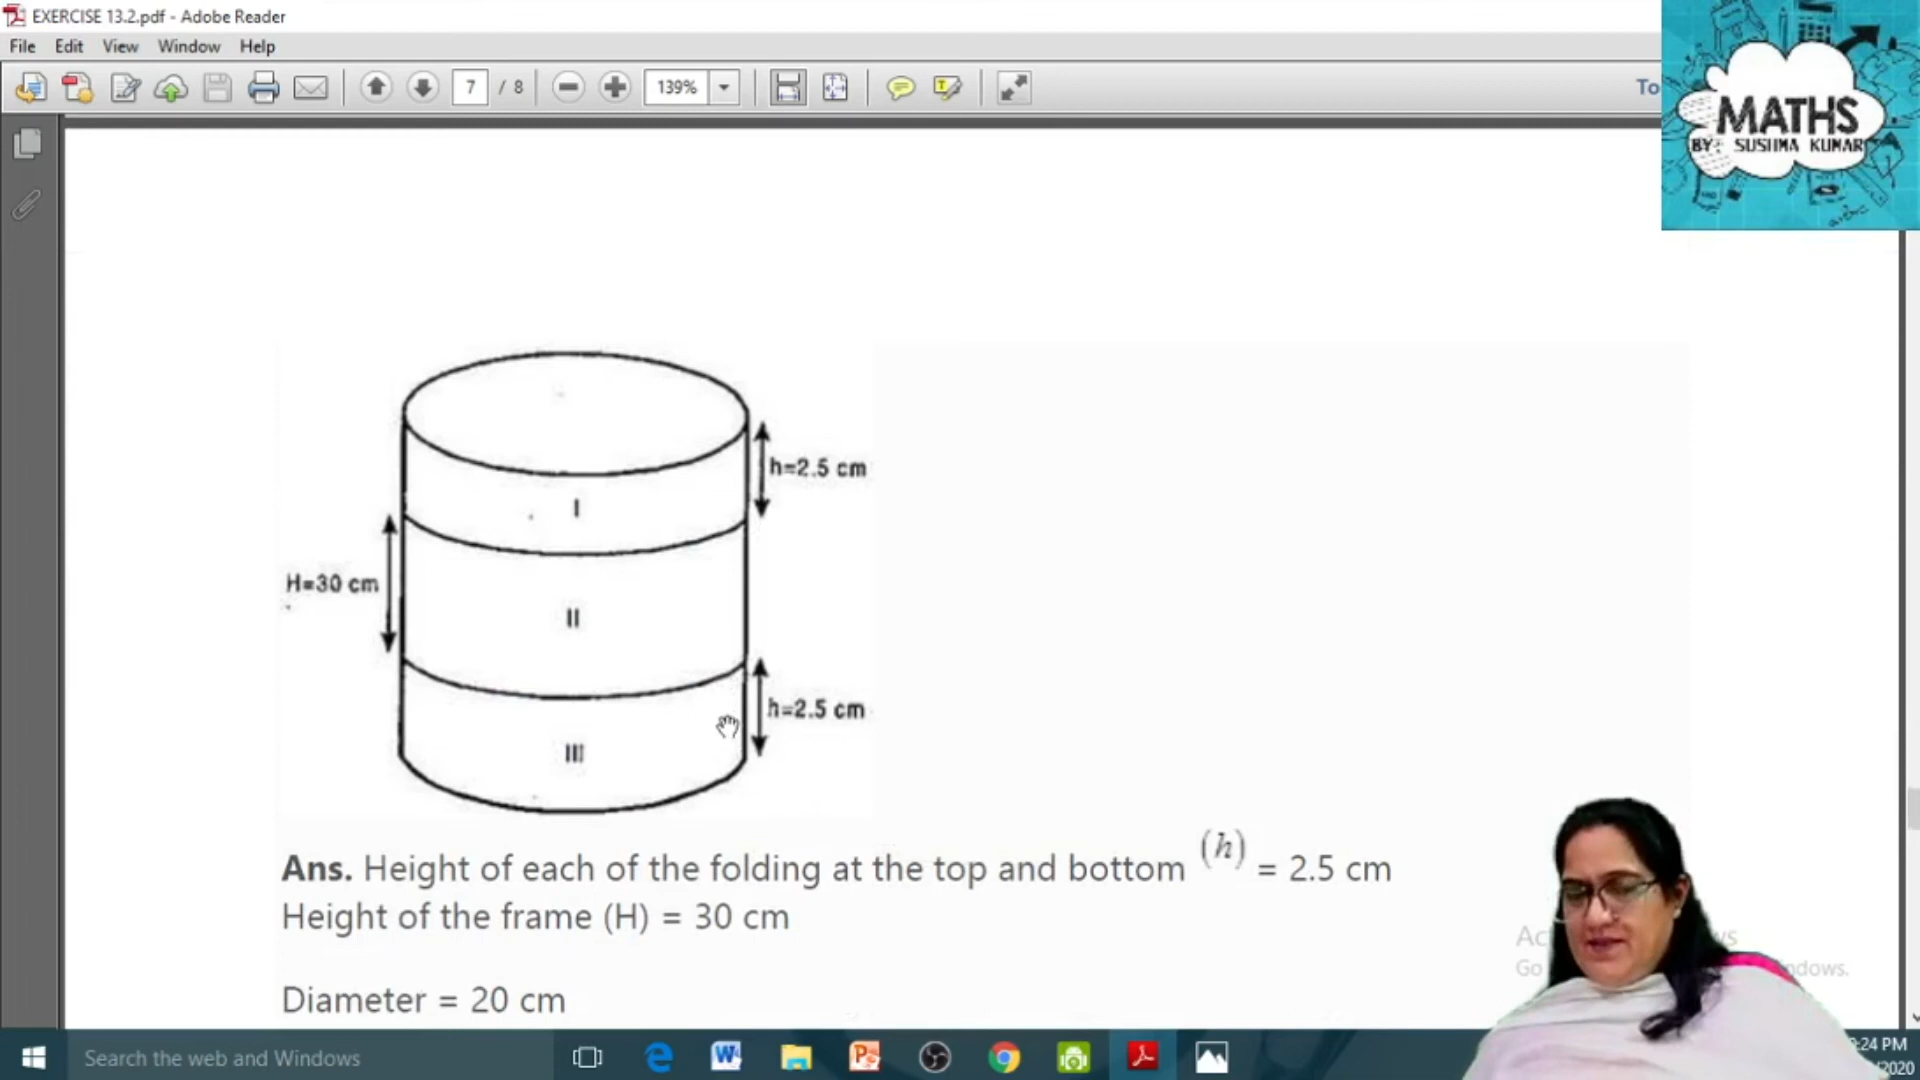 EXERCISE 13.2.pdf - Adobe Reader
File Edit View Window Help
7 / 8 139% To
MATHS
BY: SUSHMA KUMAR
h=2.5 cm
I
H=30 cm
II
h=2.5 cm
III
Ans. Height of each of the folding at the top and bottom (h) = 2.5 cm
Height of the frame (H) = 30 cm
Diameter = 20 cm
Search the web and Windows
:24 PM
/2020